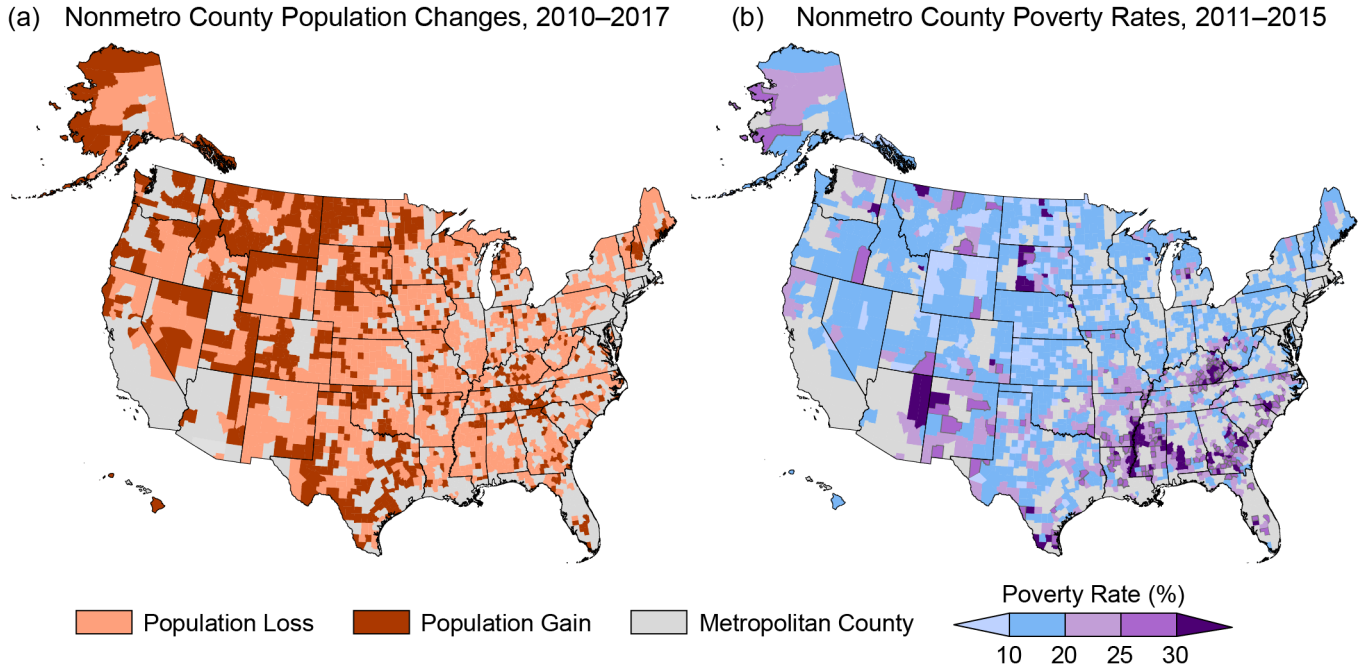 (a) Nonmetro County Population Changes, 2010–2017
(b) Nonmetro County Poverty Rates, 2011–2015
Population Loss
Population Gain
Metropolitan County
Poverty Rate (%)
10 20 25 30